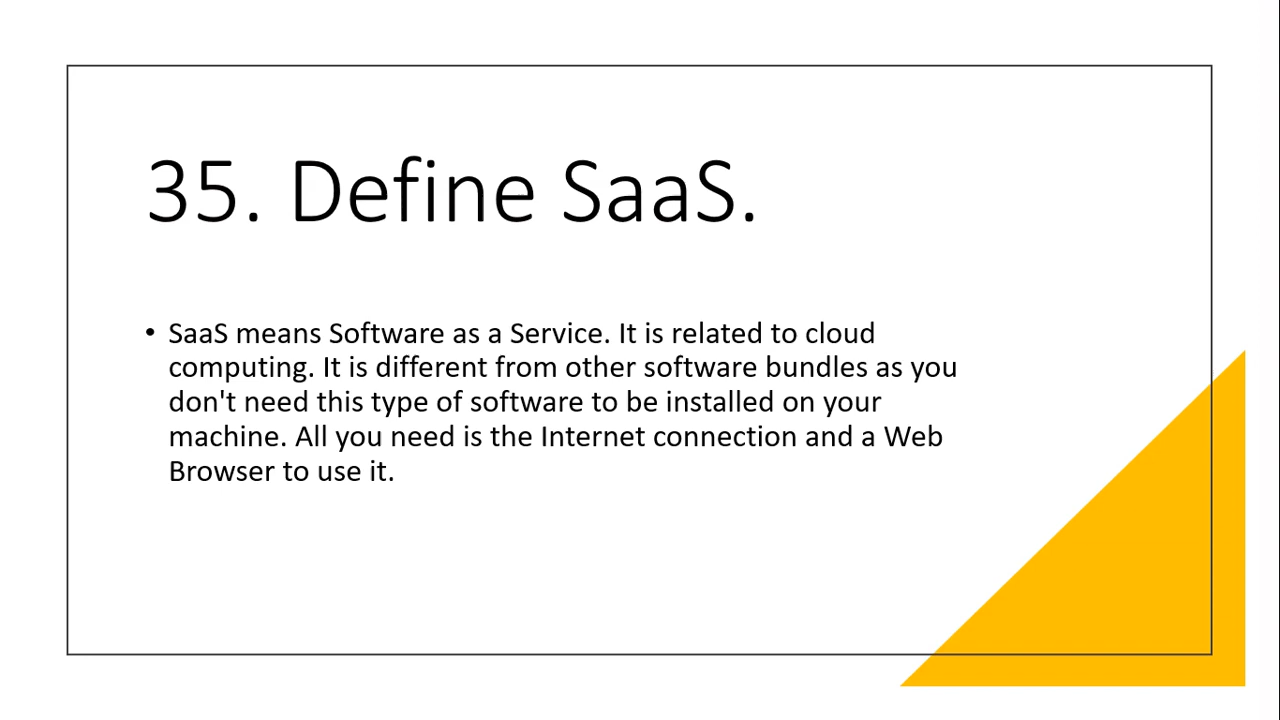 35. Define SaaS.
• SaaS means Software as a Service. It is related to cloud
computing. It is different from other software bundles as you
don't need this type of software to be installed on your
machine. All you need is the Internet connection and a Web
Browser to use it.